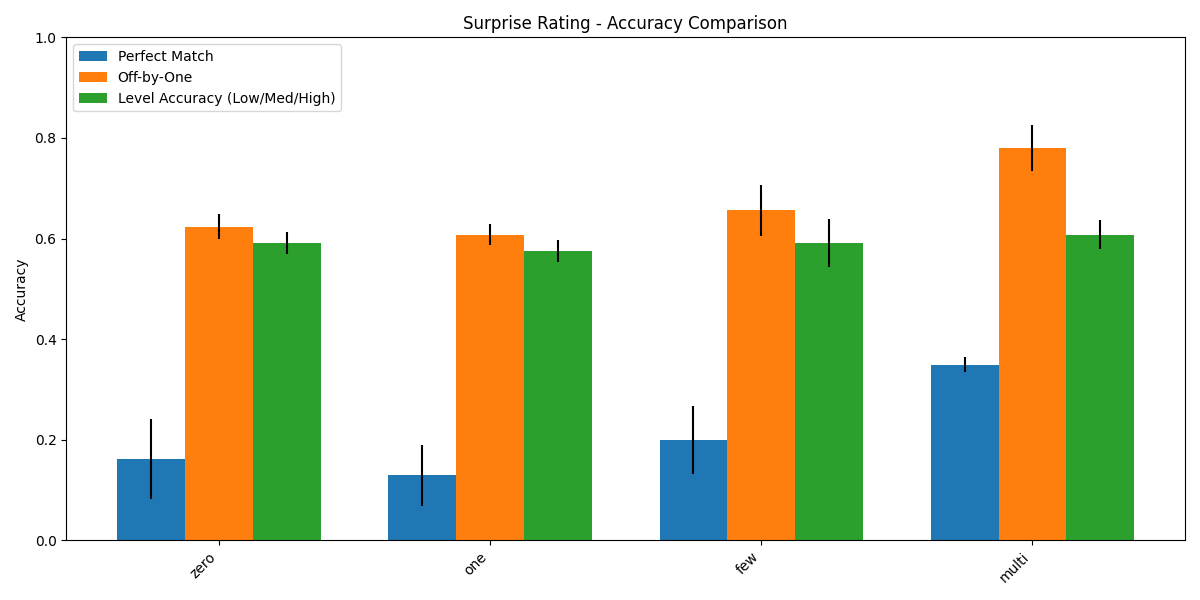 Surprise Rating - Accuracy Comparison
1.0
0.8
0.6
0.4
0.2
0.0
Accuracy
Perfect Match
Off-by-One
Level Accuracy (Low/Med/High)
zero
one
few
multi